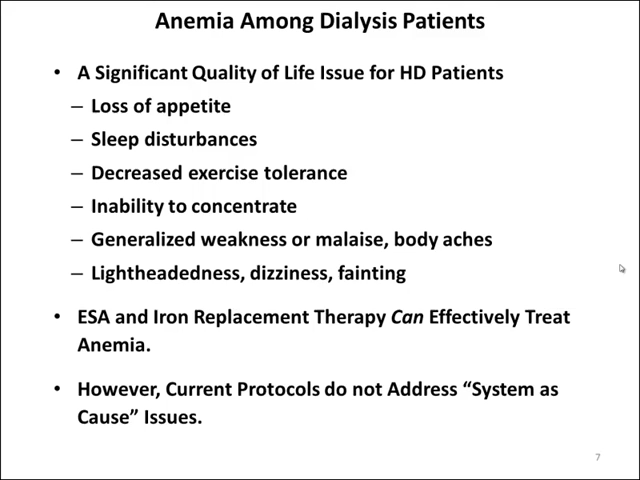 Anemia Among Dialysis Patients
• A Significant Quality of Life Issue for HD Patients
– Loss of appetite
– Sleep disturbances
– Decreased exercise tolerance
– Inability to concentrate
– Generalized weakness or malaise, body aches
– Lightheadedness, dizziness, fainting
• ESA and Iron Replacement Therapy Can Effectively Treat
Anemia.
• However, Current Protocols do not Address “System as
Cause” Issues.
7